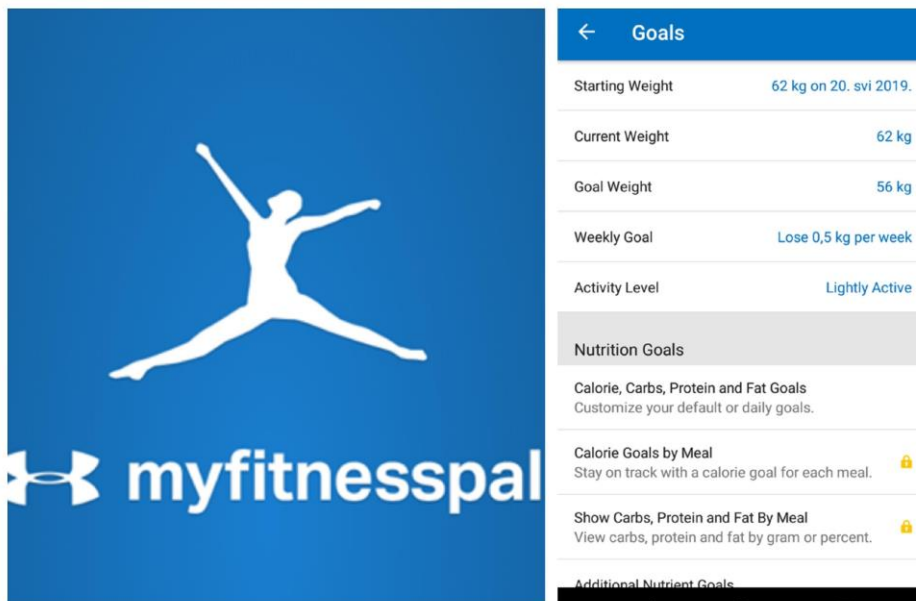 myfitnesspal
Goals
Starting Weight 62 kg on 20. svi 2019.
Current Weight 62 kg
Goal Weight 56 kg
Weekly Goal Lose 0,5 kg per week
Activity Level Lightly Active
Nutrition Goals
Calorie, Carbs, Protein and Fat Goals
Customize your default or daily goals.
Calorie Goals by Meal
Stay on track with a calorie goal for each meal.
Show Carbs, Protein and Fat By Meal
View carbs, protein and fat by gram or percent.
Additional Nutrient Goals